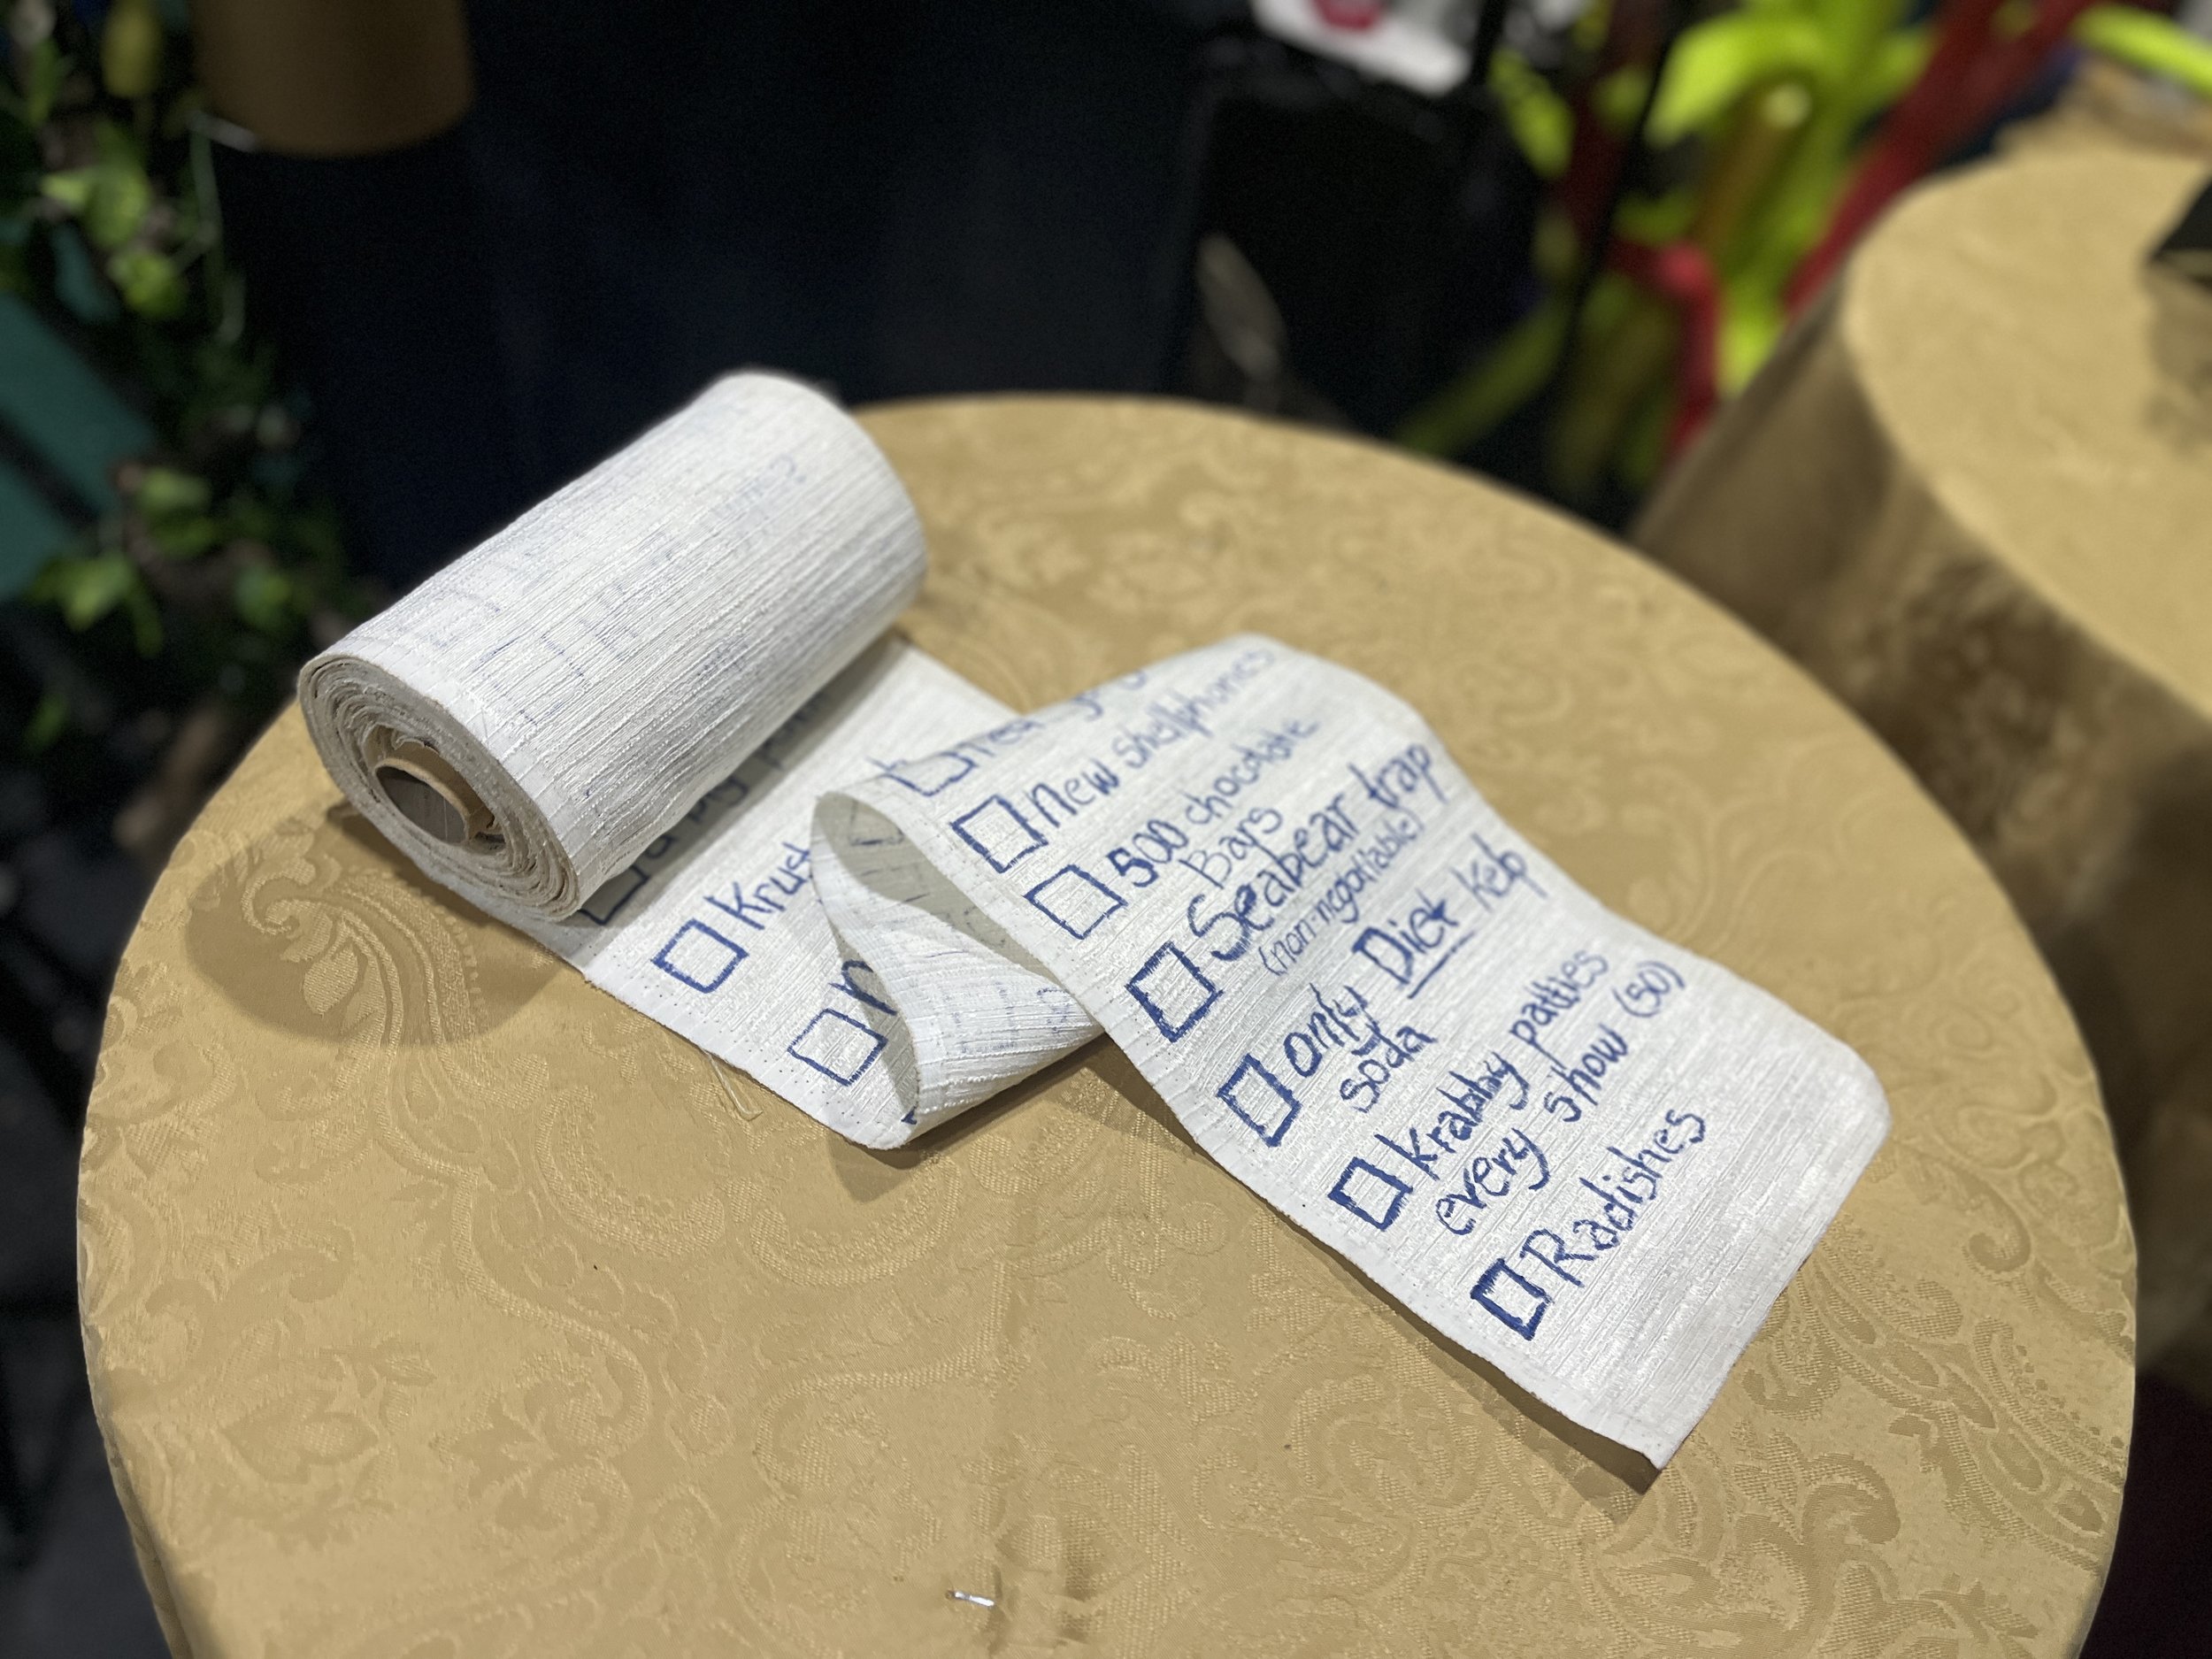 Krust
New shellphones
500 chocolate
Bars
Seabear trap
(non-negotiable)
only Diet Kelp
soda
Krabby patties
every show (50)
Radishes